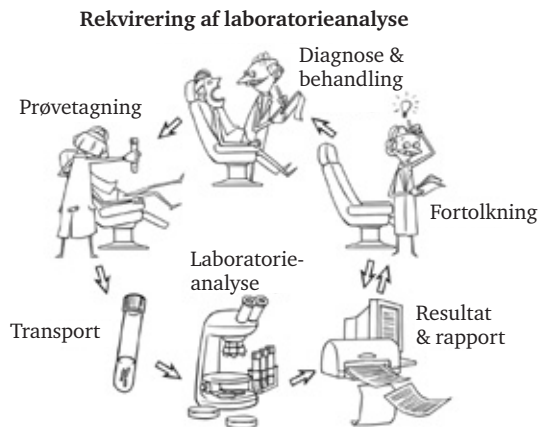 Rekvirering af laboratorieanalyse
Diagnose &
behandling
Prøvetagning
Fortolkning
Laboratorie-
analyse
Transport
Resultat
& rapport